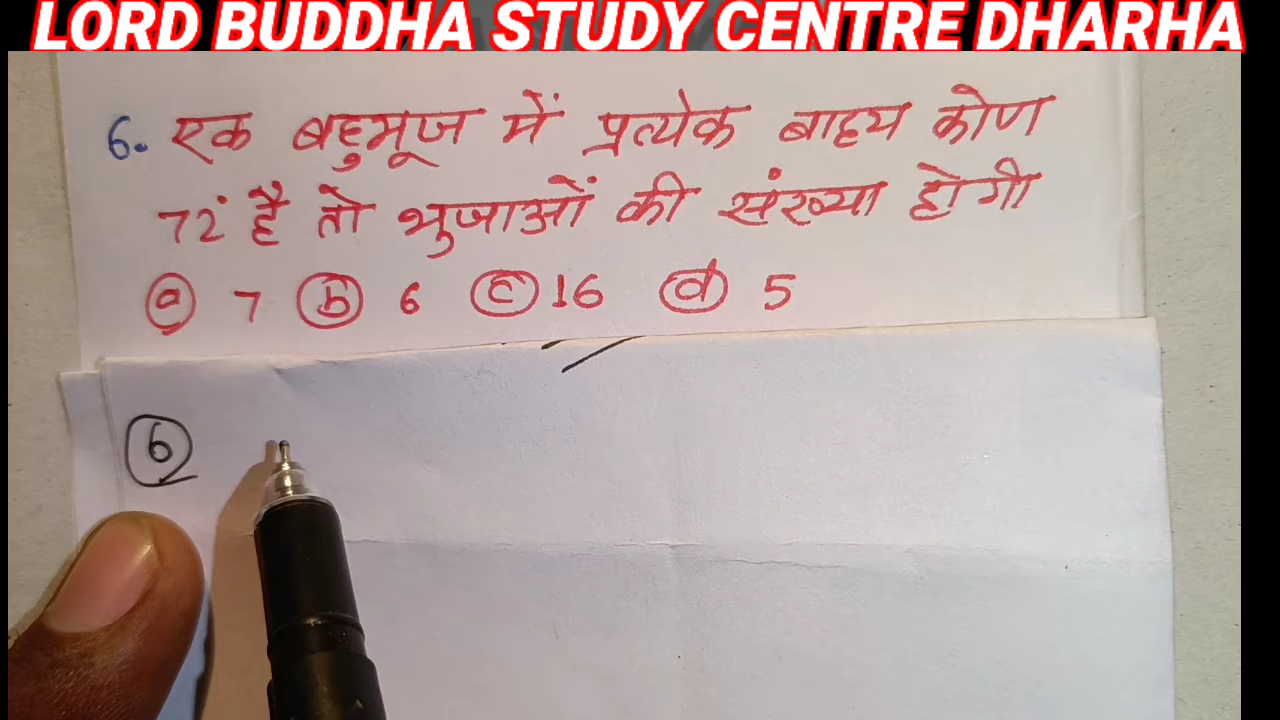 LORD BUDDHA STUDY CENTRE DHARHA
6. एक बहुभूज में प्रत्येक बाह्य कोण
72° है तो भुजाओं की संख्या होगी
(a) 7 (b) 6 (c) 16 (d) 5
6